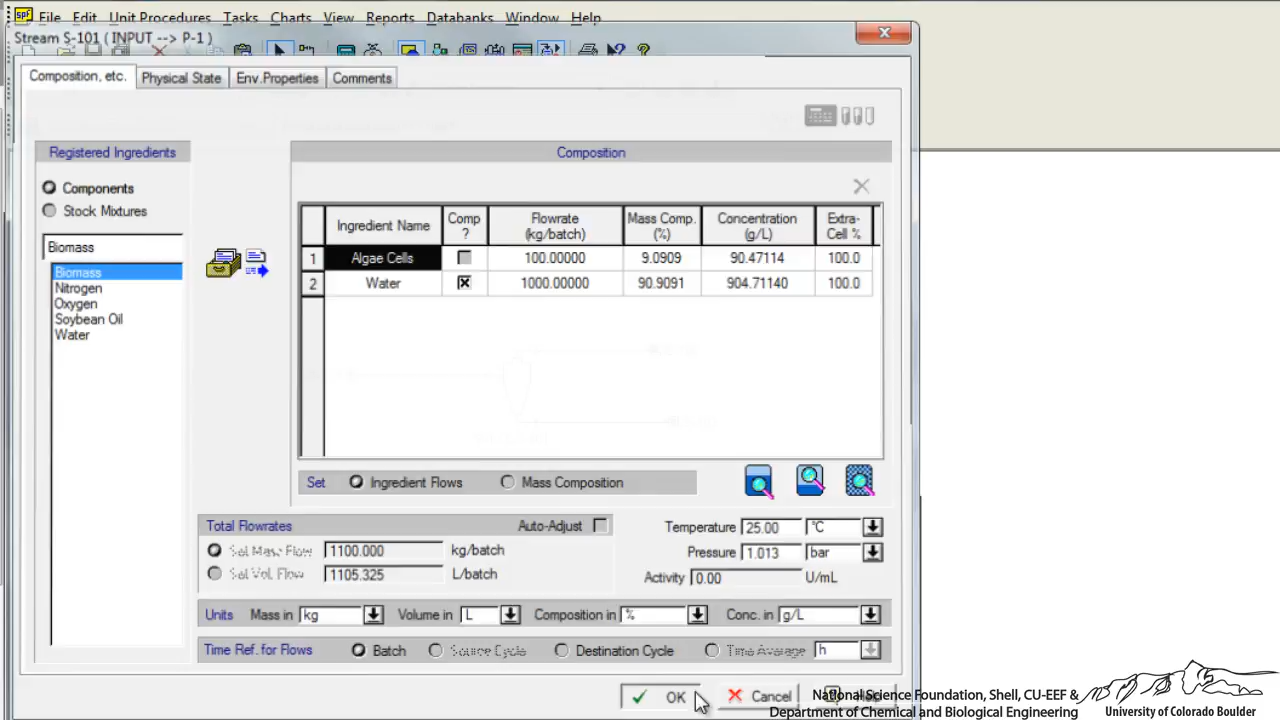 File Edit Unit Procedures Tasks Charts View Reports Databanks Window Help
Stream S-101 ( INPUT --> P-1 )
Composition, etc. Physical State Env.Properties Comments
Registered Ingredients
Components
Stock Mixtures
Biomass
Biomass
Nitrogen
Oxygen
Soybean Oil
Water
Composition
Ingredient Name Comp ? Flowrate (kg/batch) Mass Comp. (%) Concentration (g/L) Extra-Cell %
1 Algae Cells 100.00000 9.0909 90.47114 100.0
2 Water 1000.00000 90.9091 904.71140 100.0
Set Ingredient Flows Mass Composition
Total Flowrates Auto-Adjust
Set Mass Flow 1100.000 kg/batch
Set Vol. Flow 1105.325 L/batch
Temperature 25.00 °C
Pressure 1.013 bar
Activity 0.00 U/mL
Units Mass in kg Volume in L Composition in % Conc. in g/L
Time Ref. for Flows Batch Source Cycle Destination Cycle Time Average h
OK Cancel
National Science Foundation, Shell, CU-EEF &
Department of Chemical and Biological Engineering
University of Colorado Boulder